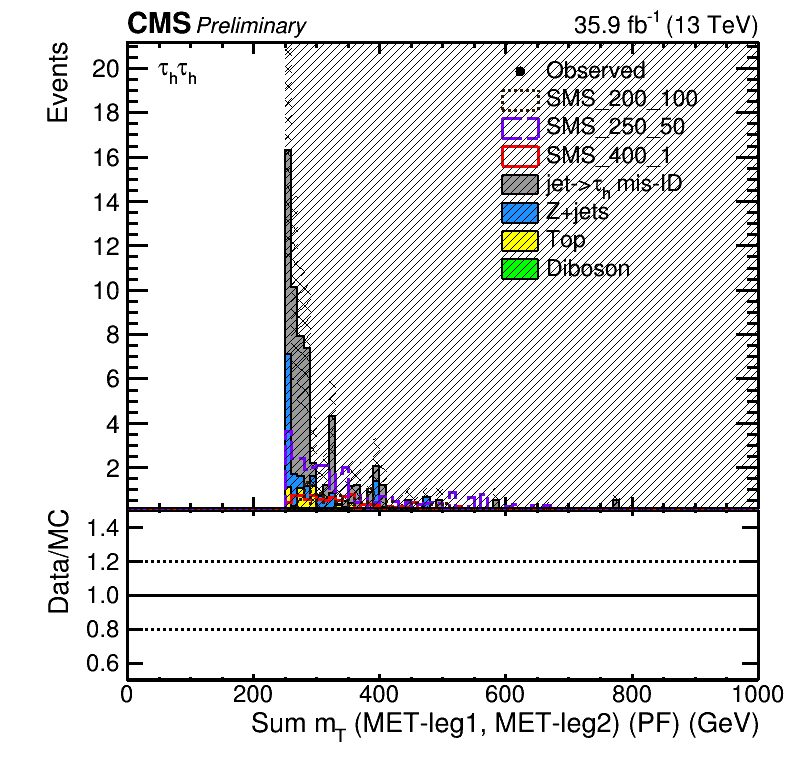 CMS Preliminary 35.9 fb⁻¹ (13 TeV)
Events
τhτh
Observed
SMS_200_100
SMS_250_50
SMS_400_1
jet->τh mis-ID
Z+jets
Top
Diboson
20
18
16
14
12
10
8
6
4
2
Data/MC
1.4
1.2
1.0
0.8
0.6
0 200 400 600 800 1000
Sum mT (MET-leg1, MET-leg2) (PF) (GeV)